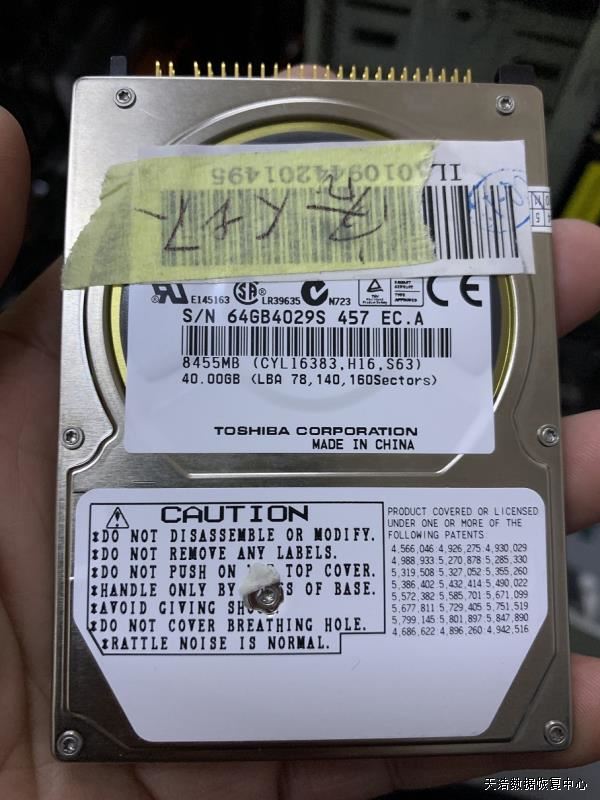 IL501094420149​5
E145163
LR39635
N723
S/N 64GB4029S 457 EC.A
8455MB (CYL16383,H16,S63)
40.00GB (LBA 78,140,160Sectors)
TOSHIBA CORPORATION
MADE IN CHINA
CAUTION
*DO NOT DISASSEMBLE OR MODIFY.
*DO NOT REMOVE ANY LABELS.
*DO NOT PUSH ON THE TOP COVER.
*HANDLE ONLY BY OF BASE.
*AVOID GIVING
*DO NOT COVER BREATHING HOLE.
*RATTLE NOISE IS NORMAL.
PRODUCT COVERED OR LICENSED
UNDER ONE OR MORE OF THE
FOLLOWING PATENTS
4,566,046 4,926,275 4,930,029
4,988,933 5,270,878 5,285,330
5,319,508 5,327,052 5,355,260
5,386,402 5,432,414 5,490,022
5,572,382 5,585,701 5,671,099
5,677,811 5,729,405 5,751,519
5,799,145 5,801,897 5,847,890
4,686,622 4,896,260 4,942,516
天浩数据恢复中心